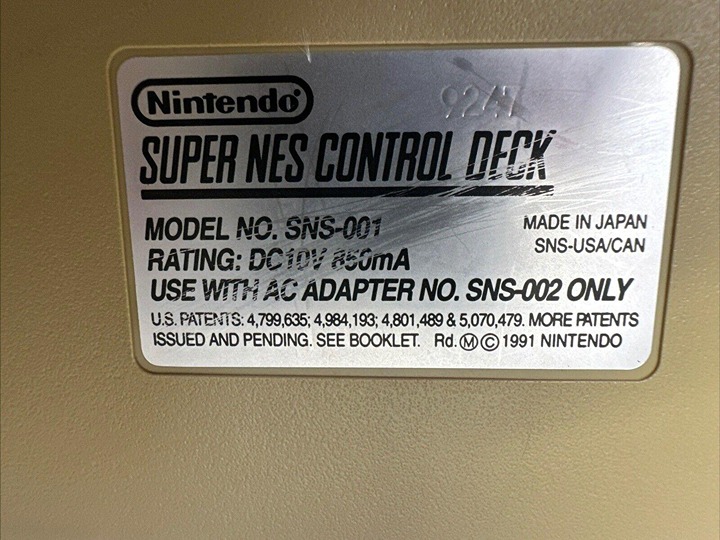 Nintendo®
9247
SUPER NES CONTROL DECK
MODEL NO. SNS-001
MADE IN JAPAN
RATING: DC10V 850mA
SNS-USA/CAN
USE WITH AC ADAPTER NO. SNS-002 ONLY
U.S. PATENTS: 4,799,635; 4,984,193; 4,801,489 & 5,070,479. MORE PATENTS
ISSUED AND PENDING. SEE BOOKLET. Rd.Ⓜ©1991 NINTENDO